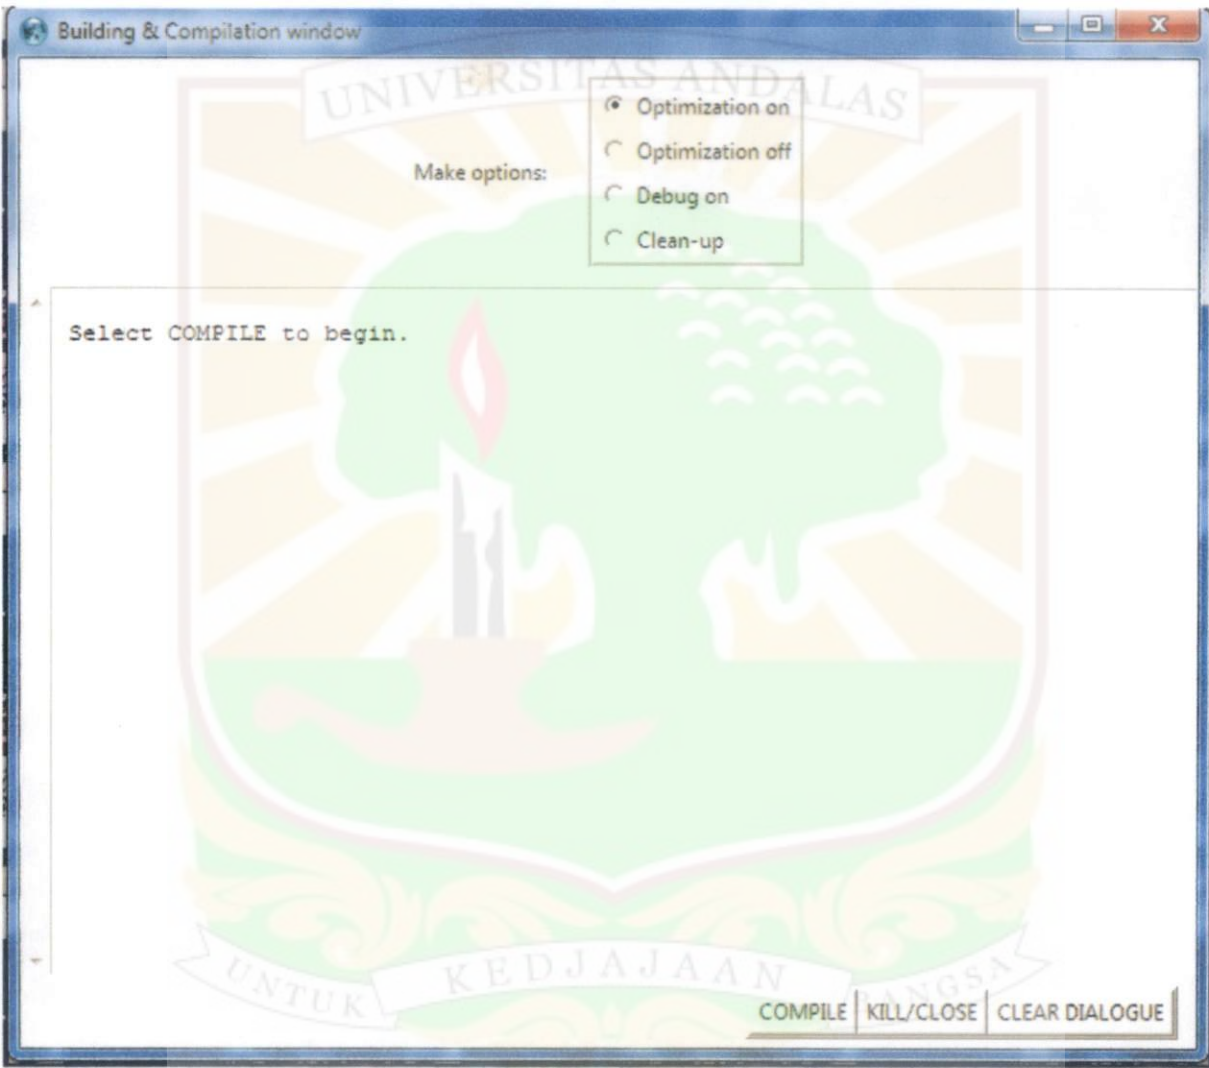 Building & Compilation window
UNIVERSITAS ANDALAS
Optimization on
Optimization off
Make options:
Debug on
Clean-up
Select COMPILE to begin.
UNTUK KEDJAJAAN BANGSA
COMPILE KILL/CLOSE CLEAR DIALOGUE